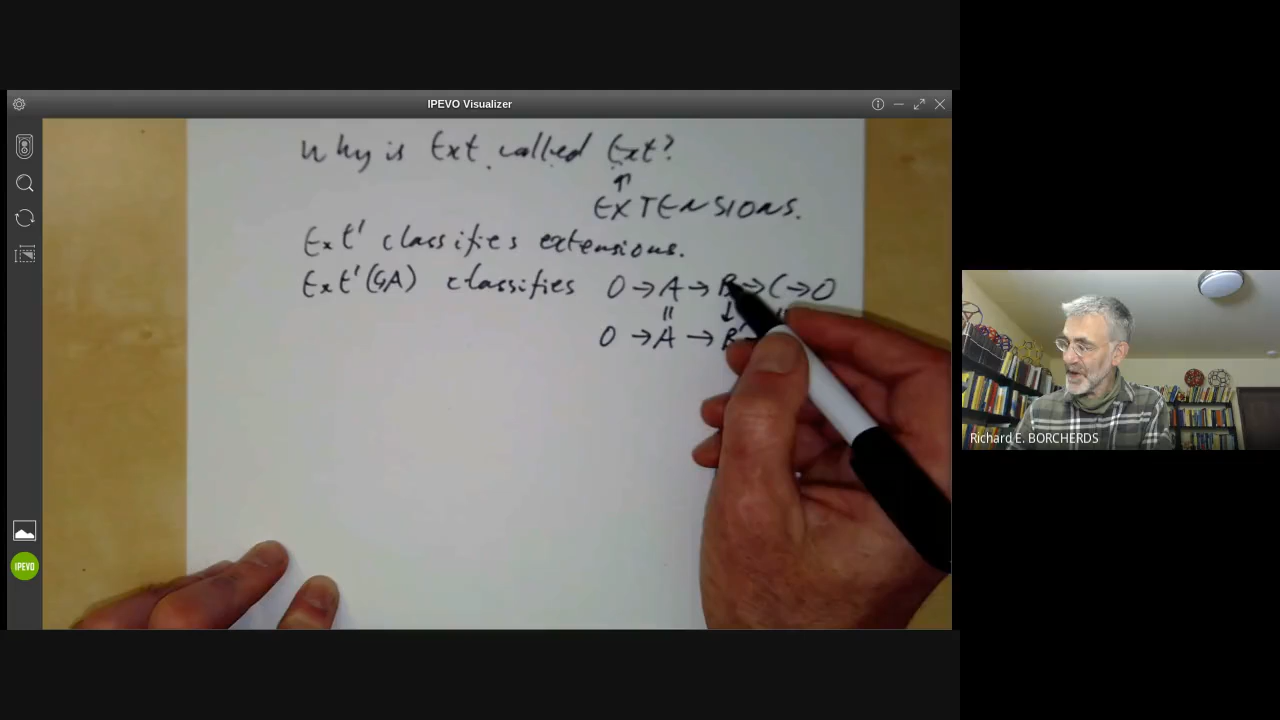 IPEVO Visualizer
Why is Ext called Ext?
↑
EXTENSIONS.
Ext¹ classifies extensions.
Ext¹(C,A) classifies 0 → A → B → C → 0
0 → A → B'
IPEVO
Richard E. BORCHERDS